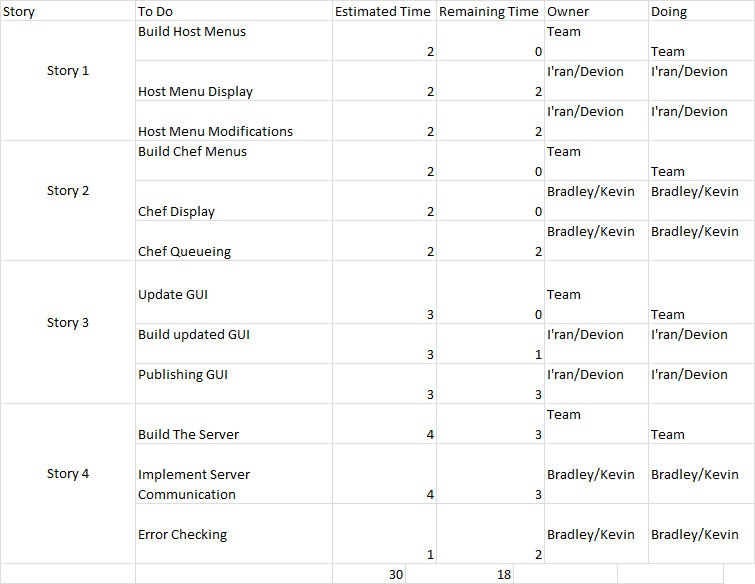 Story To Do Estimated Time Remaining Time Owner Doing
Story 1
Build Host Menus 2 0 Team Team
Host Menu Display 2 2 I'ran/Devion I'ran/Devion
Host Menu Modifications 2 2 I'ran/Devion I'ran/Devion
Story 2
Build Chef Menus 2 0 Team Team
Chef Display 2 0 Bradley/Kevin Bradley/Kevin
Chef Queueing 2 2 Bradley/Kevin Bradley/Kevin
Story 3
Update GUI 3 0 Team Team
Build updated GUI 3 1 I'ran/Devion I'ran/Devion
Publishing GUI 3 3 I'ran/Devion I'ran/Devion
Story 4
Build The Server 4 3 Team Team
Implement Server
Communication 4 3 Bradley/Kevin Bradley/Kevin
Error Checking 1 2 Bradley/Kevin Bradley/Kevin
30 18